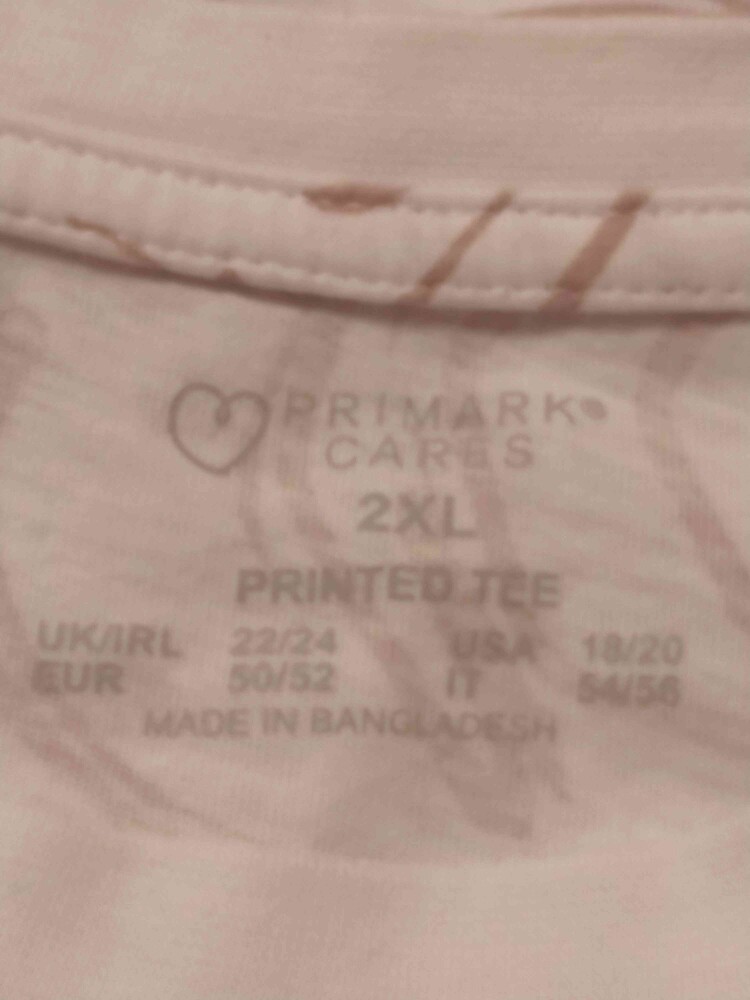 PRIMARK®
CARES
2XL
PRINTED TEE
UK/IRL 22/24 USA 18/20
EUR 50/52 IT 54/56
MADE IN BANGLADESH